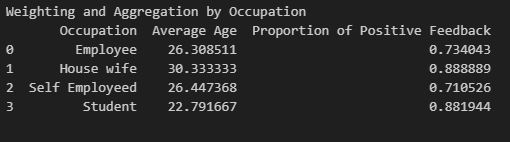 Weighting and Aggregation by Occupation
Occupation Average Age Proportion of Positive Feedback
0 Employee 26.308511 0.734043
1 House wife 30.333333 0.888889
2 Self Employeed 26.447368 0.710526
3 Student 22.791667 0.881944